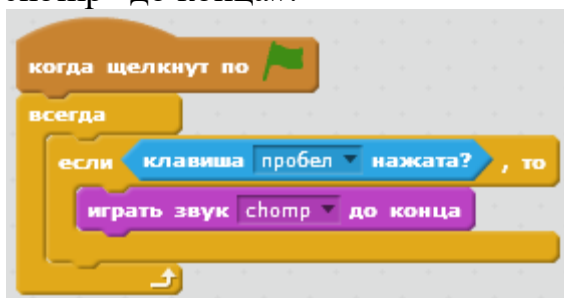 когда щелкнут по
всегда
если клавиша пробел нажата? , то
играть звук chomp до конца